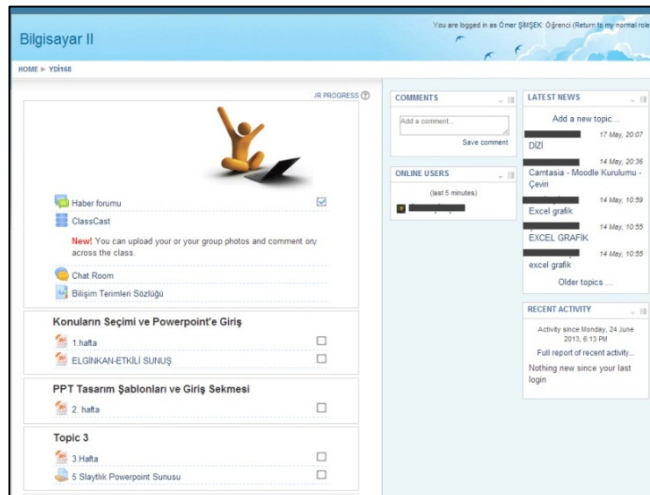 Bilgisayar II
You are logged in as Ömer ŞİMŞEK: Öğrenci (Return to my normal role
HOME ► YDİ168
JR PROGRESS
Haber forumu
ClassCast
New! You can upload your or your group photos and comment ony
across the class.
Chat Room
Bilişim Terimleri Sözlüğü
Konuların Seçimi ve Powerpoint'e Giriş
1.hafta
ELGİNKAN-ETKİLİ SUNUŞ
PPT Tasarım Şablonları ve Giriş Sekmesi
2. hafta
Topic 3
3.Hafta
5 Slaytlık Powerpoint Sunusu
COMMENTS
Add a comment...
Save comment
ONLINE USERS
(last 5 minutes)
LATEST NEWS
Add a new topic...
17 May, 20:07
DİZİ
14 May, 20:36
Camtasia - Moodle Kurulumu -
Çeviri
14 May, 10:59
Excel grafik
14 May, 10:55
EXCEL GRAFİK
14 May, 10:55
excel grafik
Older topics ...
RECENT ACTIVITY
Activity since Monday, 24 June
2013, 6:13 PM
Full report of recent activity...
Nothing new since your last
login